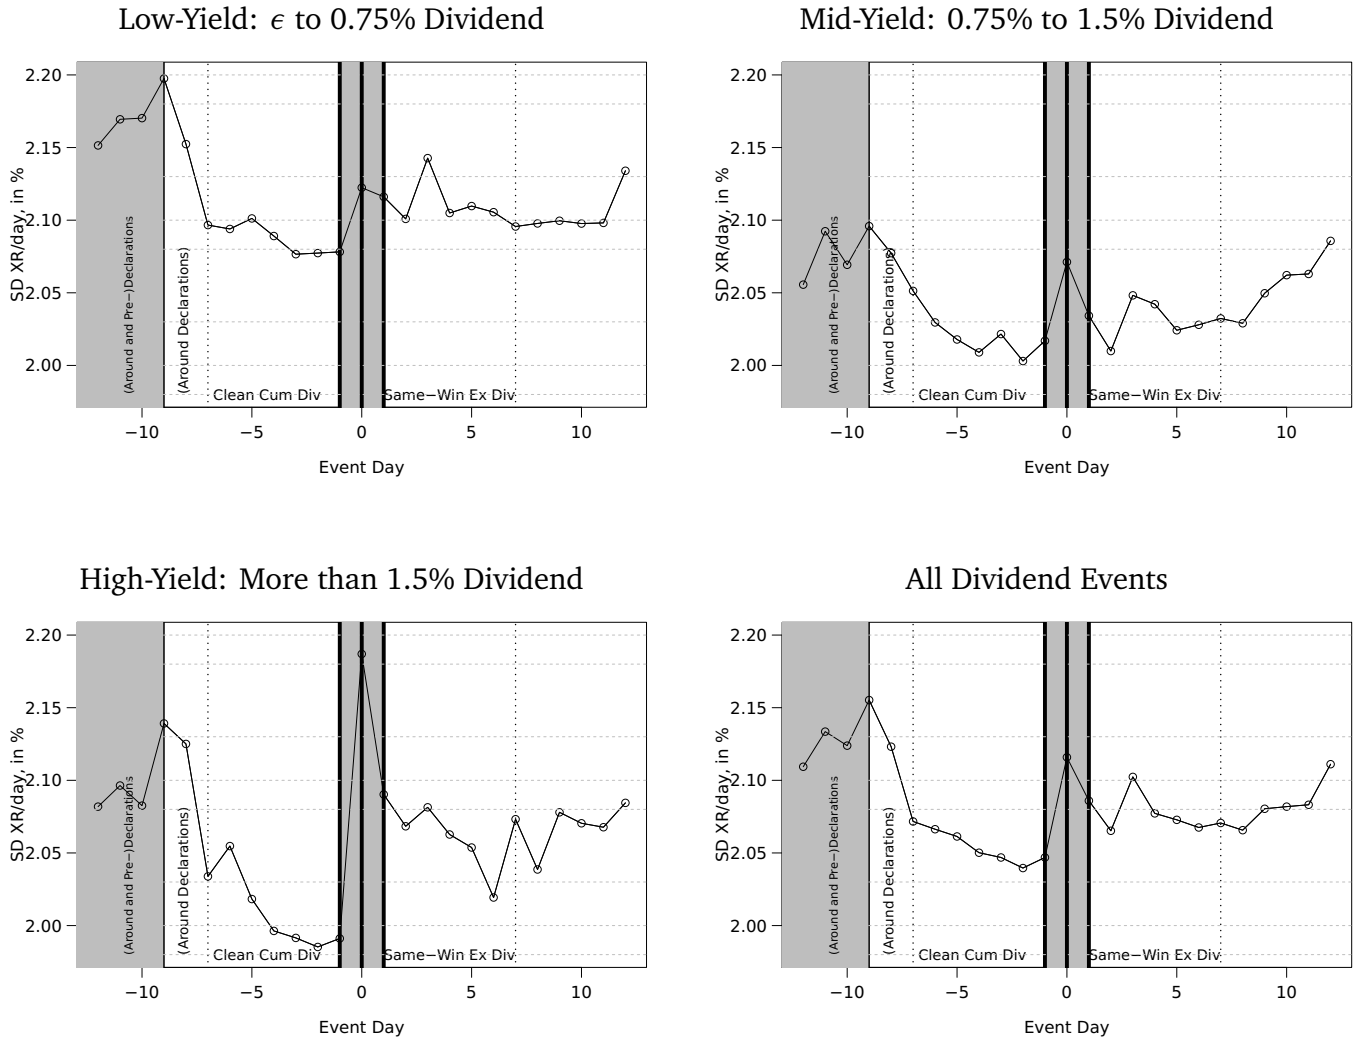 Low-Yield: ϵ to 0.75% Dividend
SD XR/day, in %
2.20
2.15
2.10
2.05
2.00
(Around and Pre−)Declarations
(Around Declarations)
Clean Cum Div
Same−Win Ex Div
−10
−5
0
5
10
Event Day
Mid-Yield: 0.75% to 1.5% Dividend
SD XR/day, in %
2.20
2.15
2.10
2.05
2.00
(Around and Pre−)Declarations
(Around Declarations)
Clean Cum Div
Same−Win Ex Div
−10
−5
0
5
10
Event Day
High-Yield: More than 1.5% Dividend
SD XR/day, in %
2.20
2.15
2.10
2.05
2.00
(Around and Pre−)Declarations
(Around Declarations)
Clean Cum Div
Same−Win Ex Div
−10
−5
0
5
10
Event Day
All Dividend Events
SD XR/day, in %
2.20
2.15
2.10
2.05
2.00
(Around and Pre−)Declarations
(Around Declarations)
Clean Cum Div
Same−Win Ex Div
−10
−5
0
5
10
Event Day